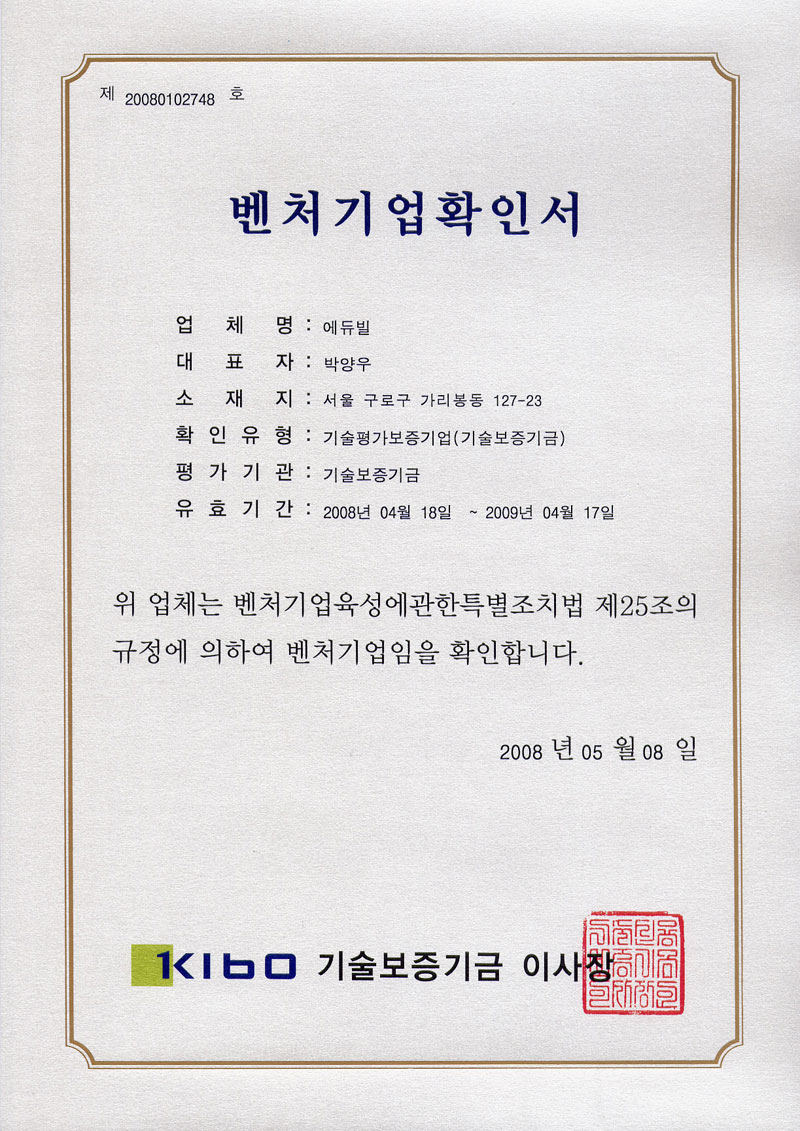 제 20080102748 호
벤처기업확인서
업 체 명 : 에듀빌
대 표 자 : 박양우
소 재 지 : 서울 구로구 가리봉동 127-23
확 인 유 형 : 기술평가보증기업(기술보증기금)
평 가 기 관 : 기술보증기금
유 효 기 간 : 2008년 04월 18일 ~ 2009년 04월 17일
위 업체는 벤처기업육성에관한특별조치법 제25조의
규정에 의하여 벤처기업임을 확인합니다.
2008 년 05 월 08 일
KIBO 기술보증기금 이사장